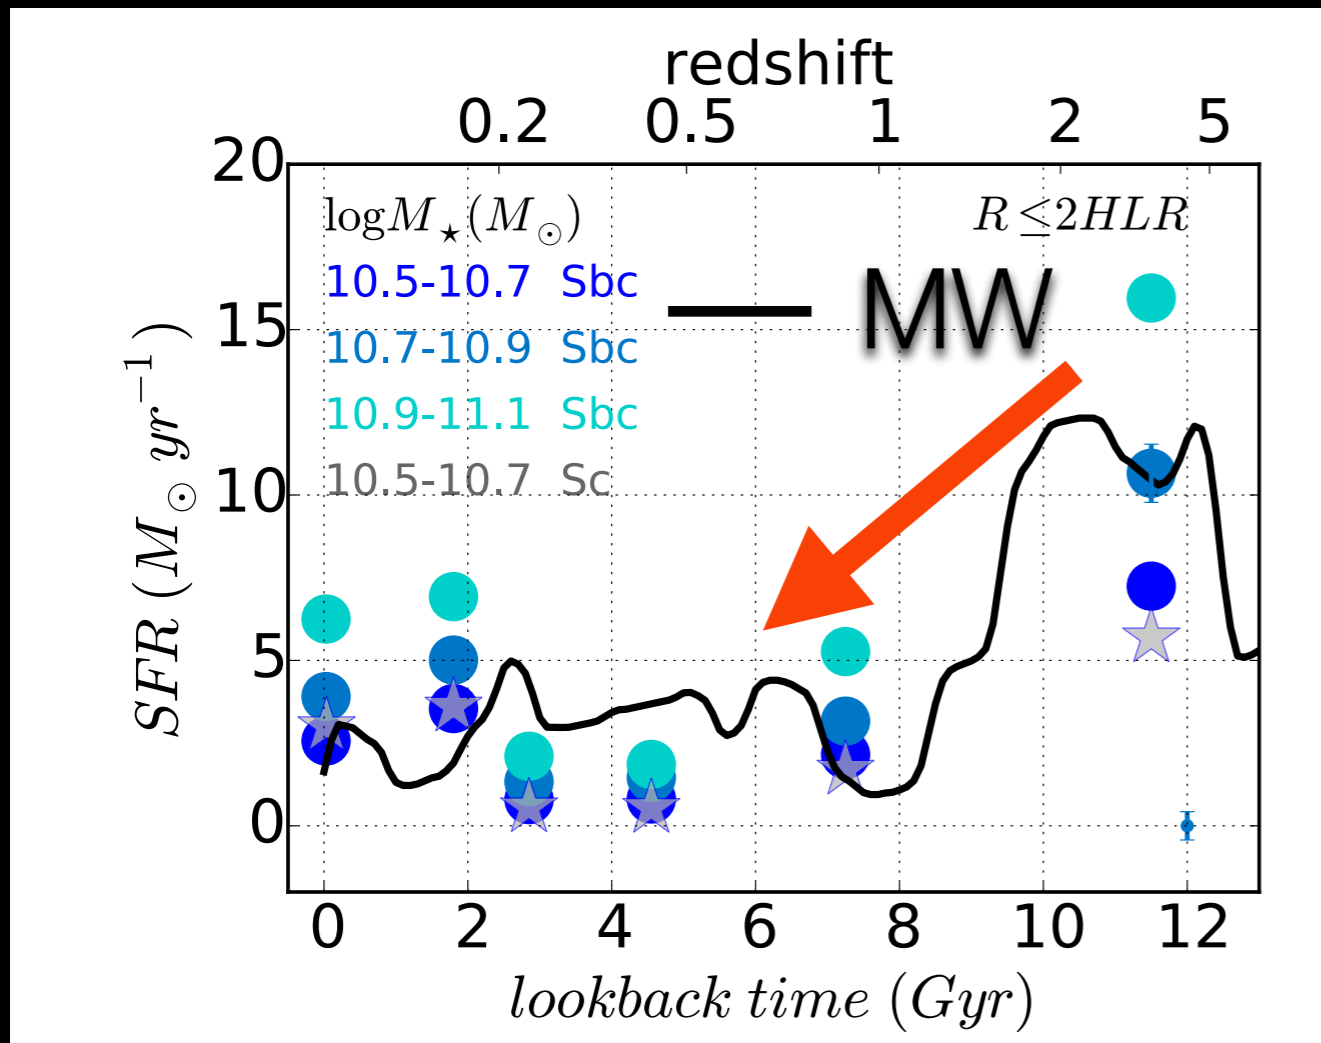 redshift
0.2 0.5 1 2 5
20
15
10
5
0
SFR (M⊙ yr⁻¹)
logM⋆(M⊙)
10.5-10.7 Sbc
10.7-10.9 Sbc
10.9-11.1 Sbc
10.5-10.7 Sc
R ≤2HLR
MW
0 2 4 6 8 10 12
lookback time (Gyr)